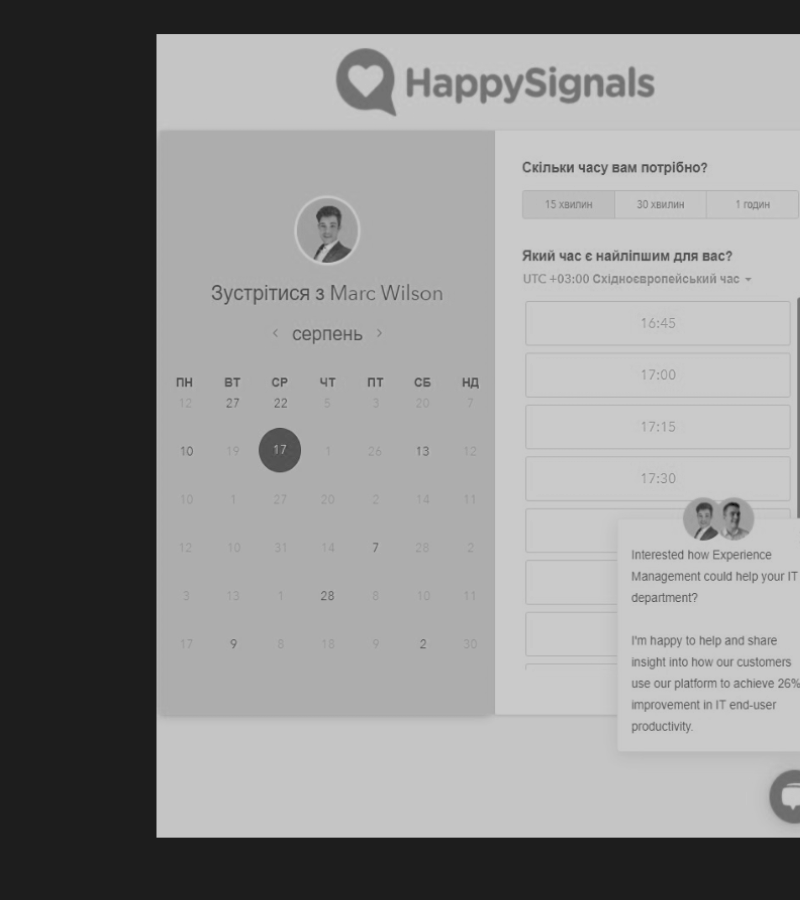 HappySignals
Зустрітися з Marc Wilson
серпень
ПН ВТ СР ЧТ ПТ СБ НД
12 27 22 5 3 20 7
10 19 17 1 26 13 12
10 1 27 20 2 14 11
12 10 31 14 7 28 2
3 13 1 28 8 10 11
17 9 8 18 9 2 30
Скільки часу вам потрібно?
15 хвилин 30 хвилин 1 годин
Який час є найліпшим для вас?
UTC +03:00 Східноєвропейський час
16:45
17:00
17:15
17:30
Interested how Experience
Management could help your IT
department?
I'm happy to help and share
insight into how our customers
use our platform to achieve 26%
improvement in IT end-user
productivity.